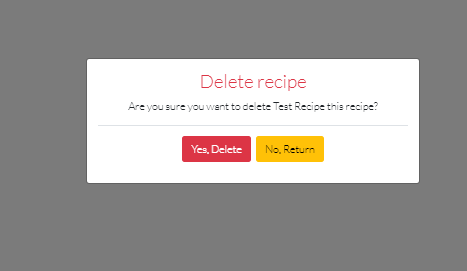 Delete recipe
Are you sure you want to delete Test Recipe this recipe?
Yes, Delete
No, Return